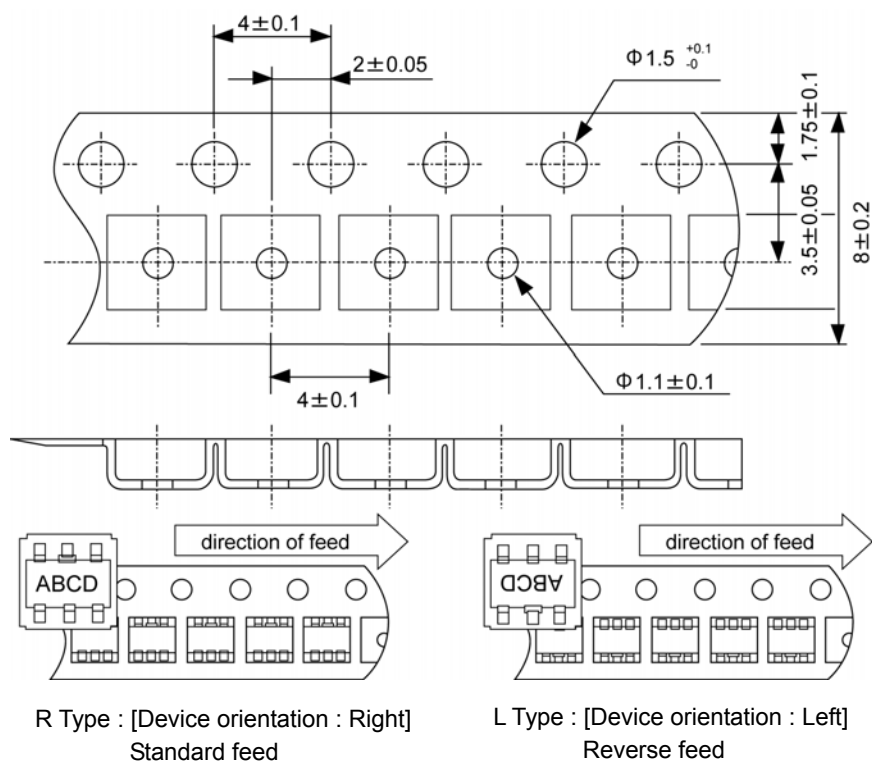 4±0.1
2±0.05
Φ1.5 +0.1 -0
1.75±0.1
3.5±0.05
8±0.2
Φ1.1±0.1
4±0.1
direction of feed
direction of feed
ABCD
ABCD
R Type : [Device orientation : Right]
Standard feed
L Type : [Device orientation : Left]
Reverse feed